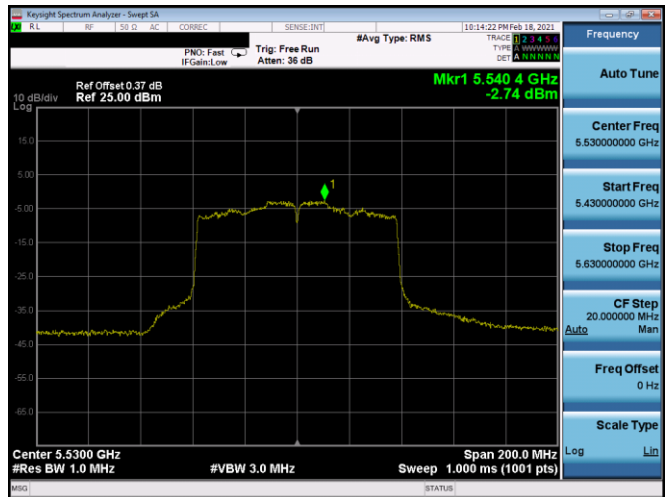 Keysight Spectrum Analyzer - Swept SA
RL RF 50 Ω AC CORREC SENSE:INT 10:14:22 PM Feb 18, 2021
#Avg Type: RMS TRACE 1 2 3 4 5 6
TYPE A WWWWW
PNO: Fast Trig: Free Run DET A N N N N N
IFGain:Low Atten: 36 dB
Mkr1 5.540 4 GHz
-2.74 dBm
Ref Offset 0.37 dB
10 dB/div Ref 25.00 dBm
Log
1
15.0
5.00
-5.00
-15.0
-25.0
-35.0
-45.0
-55.0
-65.0
Center 5.5300 GHz Span 200.0 MHz
#Res BW 1.0 MHz #VBW 3.0 MHz Sweep 1.000 ms (1001 pts)
MSG STATUS
Frequency
Auto Tune
Center Freq
5.530000000 GHz
Start Freq
5.430000000 GHz
Stop Freq
5.630000000 GHz
CF Step
20.000000 MHz
Auto Man
Freq Offset
0 Hz
Scale Type
Log Lin